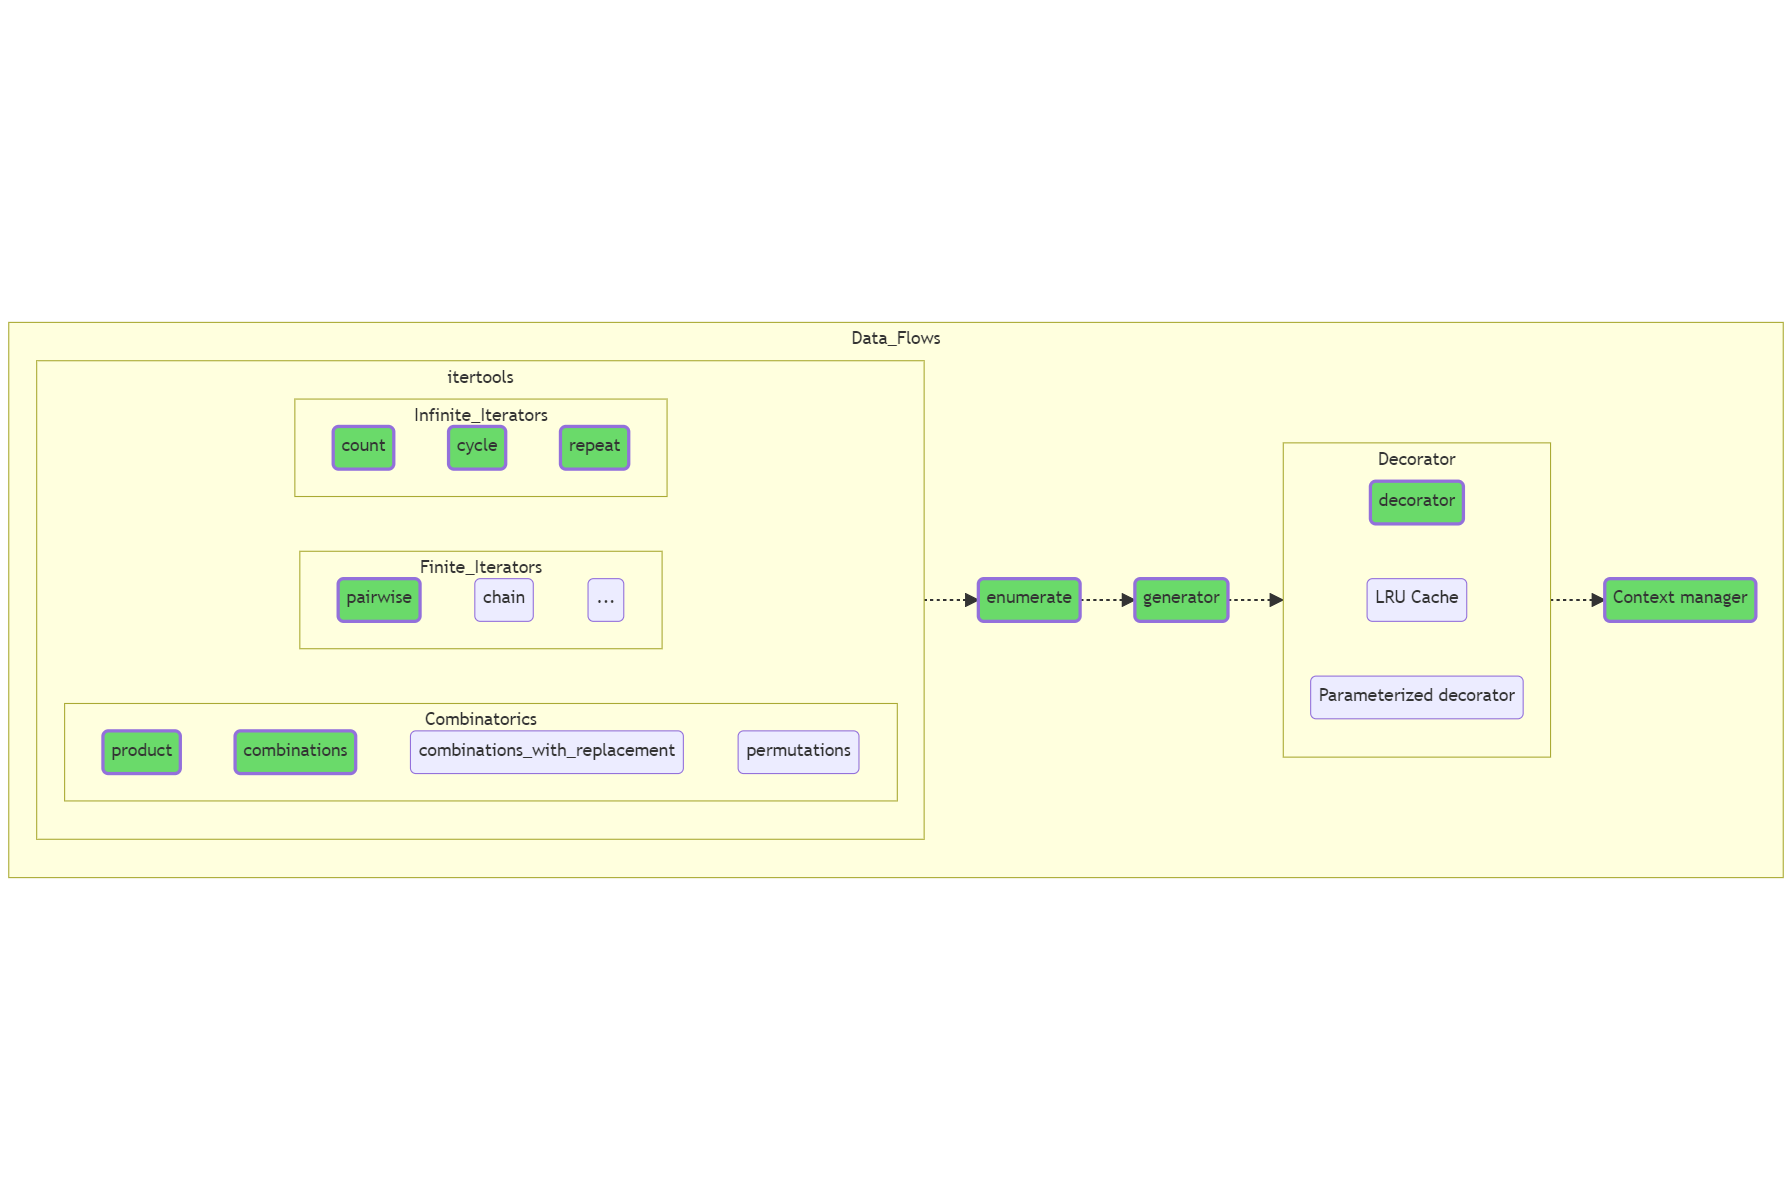 Data_Flows
itertools
Infinite_Iterators
count
cycle
repeat
Finite_Iterators
pairwise
chain
...
Combinatorics
product
combinations
combinations_with_replacement
permutations
enumerate
generator
Decorator
decorator
LRU Cache
Parameterized decorator
Context manager